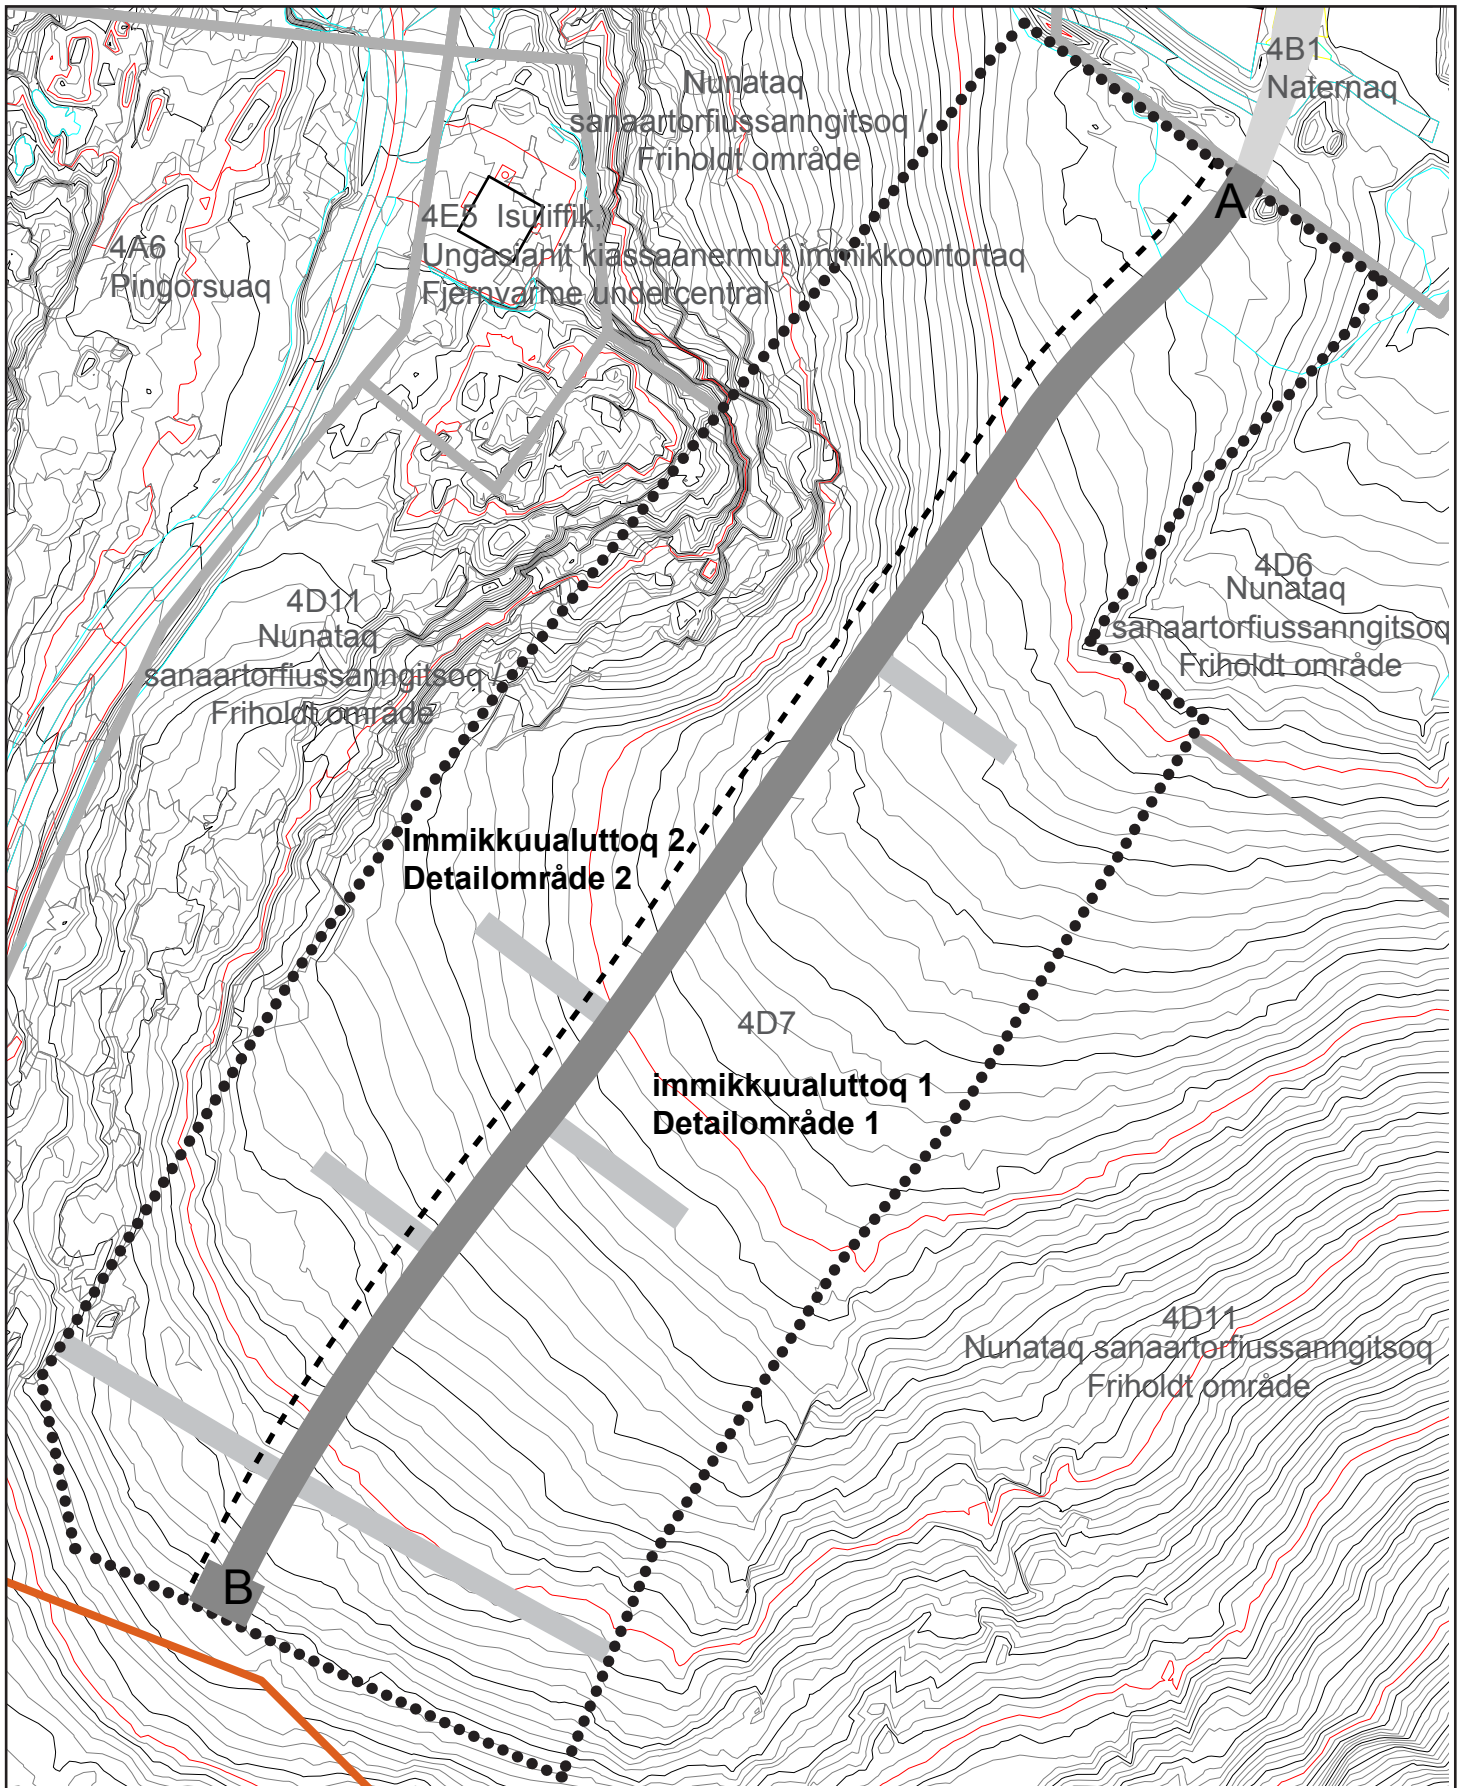 4B1
Naternaq
Nunataq
sanaartorfiussanngitsoq /
Friholdt område
A
4E5 Isuliffik,
Ungasianit kiassaanermut immikkoortortaq
Fjernvarme undercentral
4A6
Pingorsuaq
4D6
Nunataq
sanaartorfiussanngitsoq
Friholdt område
4D11
Nunataq
sanaartorfiussanngitsoq /
Friholdt område
Immikkuualuttoq 2
Detailområde 2
4D7
immikkuualuttoq 1
Detailområde 1
4D11
Nunataq sanaartorfiussanngitsoq
Friholdt område
B